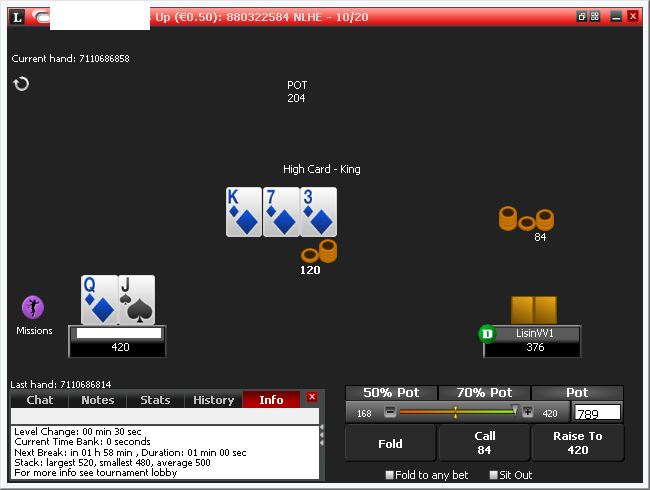 L s Up (€0.50): 880322584 NLHE - 10/20
Current hand: 7110686858
POT
204
High Card - King
K 7 3
84
120
Q J
D
Missions
LisinVV1
420
376
Last hand: 7110686814
Chat Notes Stats History Info
50% Pot 70% Pot Pot
168 420 789
Level Change: 00 min 30 sec
Current Time Bank: 0 seconds
Next Break: in 01 h 58 min , Duration: 01 min 00 sec
Stack: largest 520, smallest 480, average 500
For more info see tournament lobby
Fold
Call
84
Raise To
420
Fold to any bet Sit Out